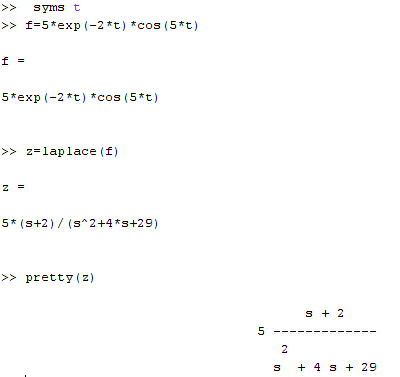 >> syms t
>> f=5*exp(-2*t)*cos(5*t)
f =
5*exp(-2*t)*cos(5*t)
>> z=laplace(f)
z =
5*(s+2)/(s^2+4*s+29)
>> pretty(z)
s + 2
5 -------------
2
s + 4 s + 29